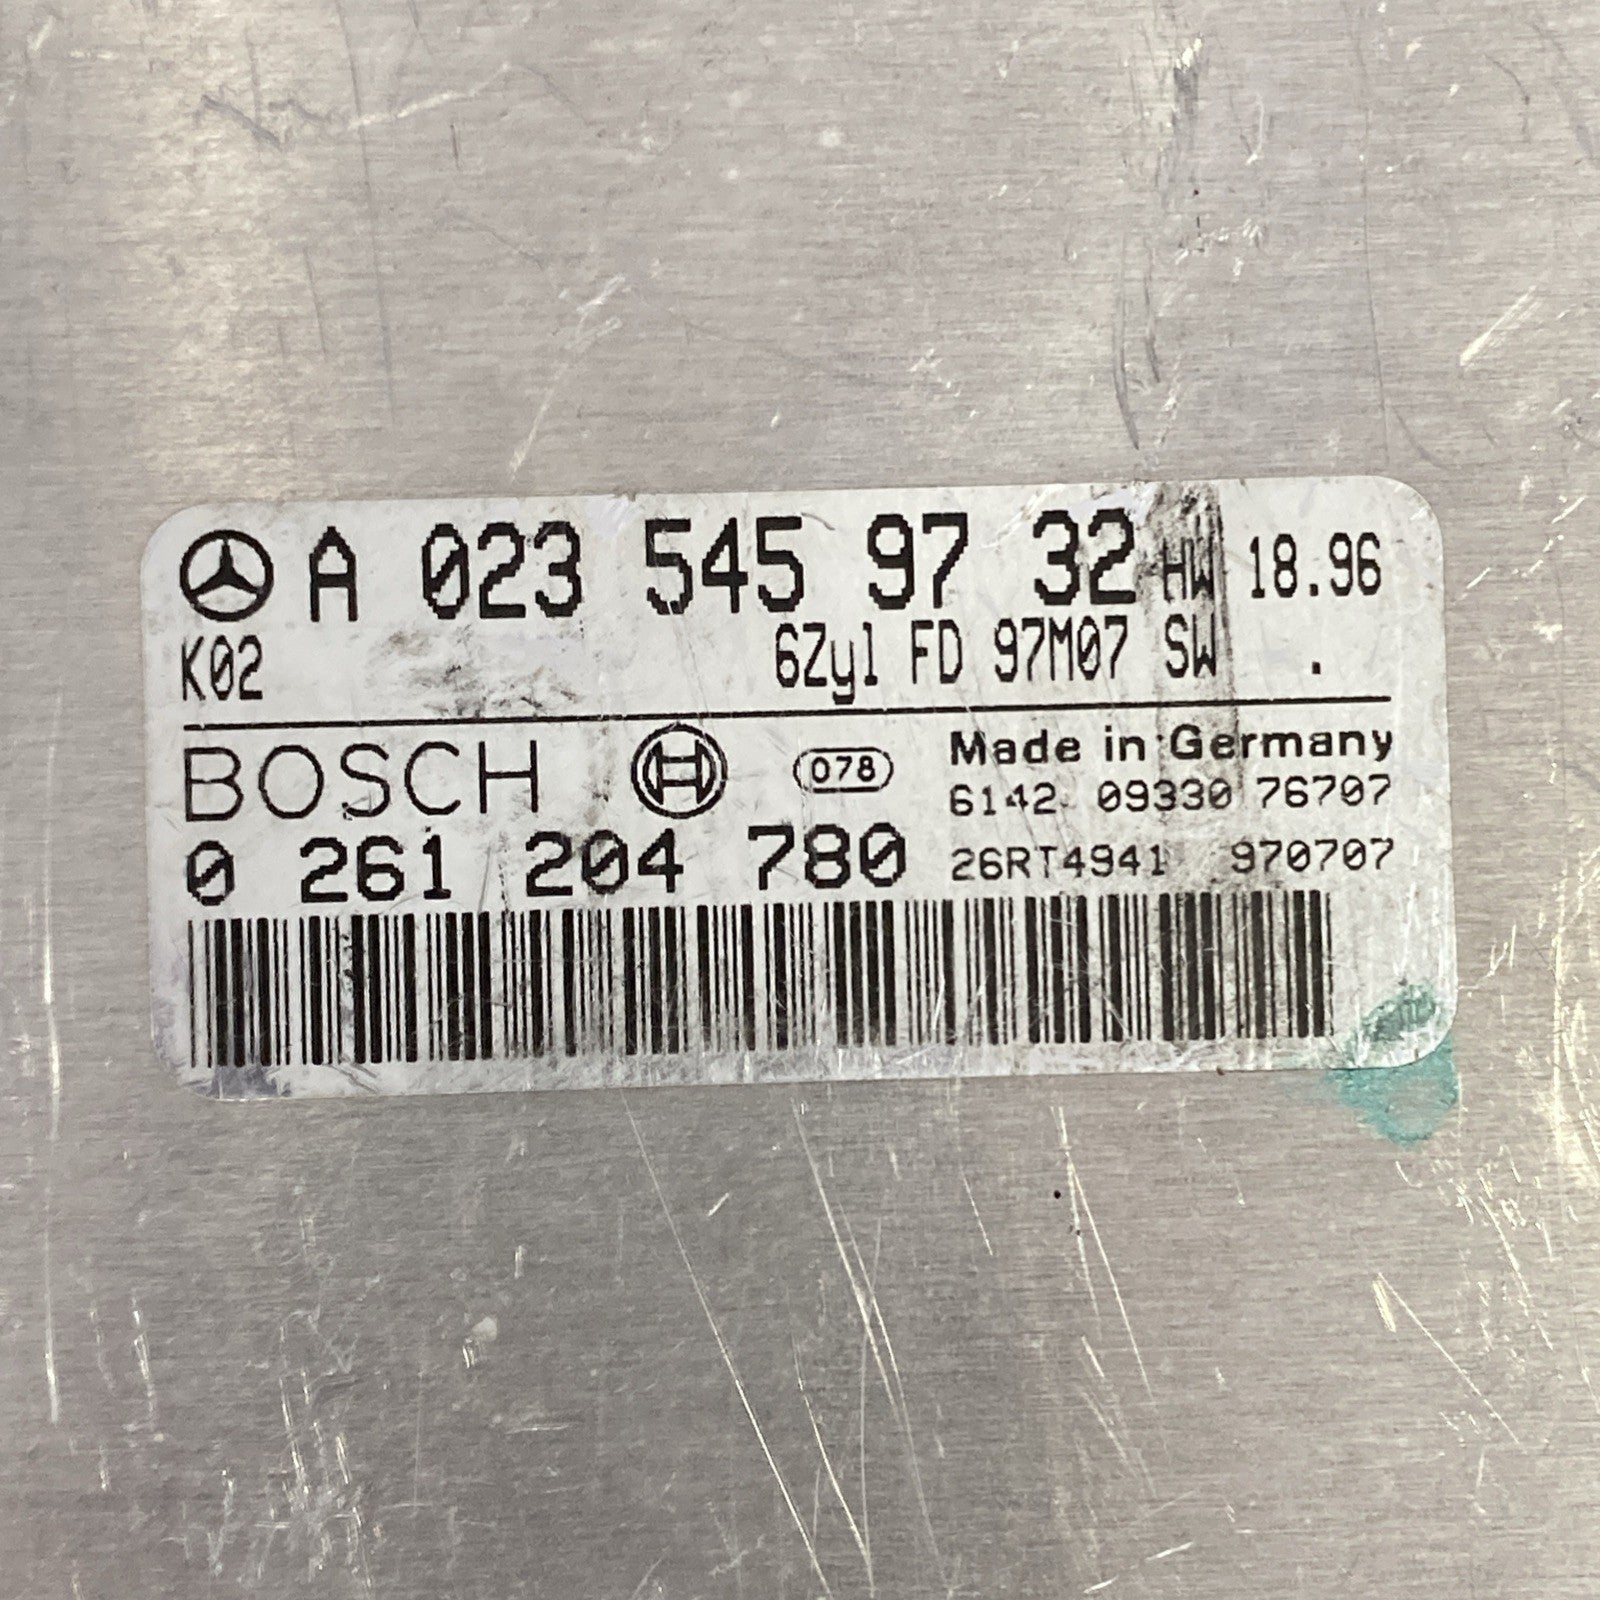 A 023 545 97 32 HW 18.96
K02 6Zyl FD 97M07 SW .
BOSCH 078 Made in Germany
6142 09330 76707
0 261 204 780 26RT4941 970707